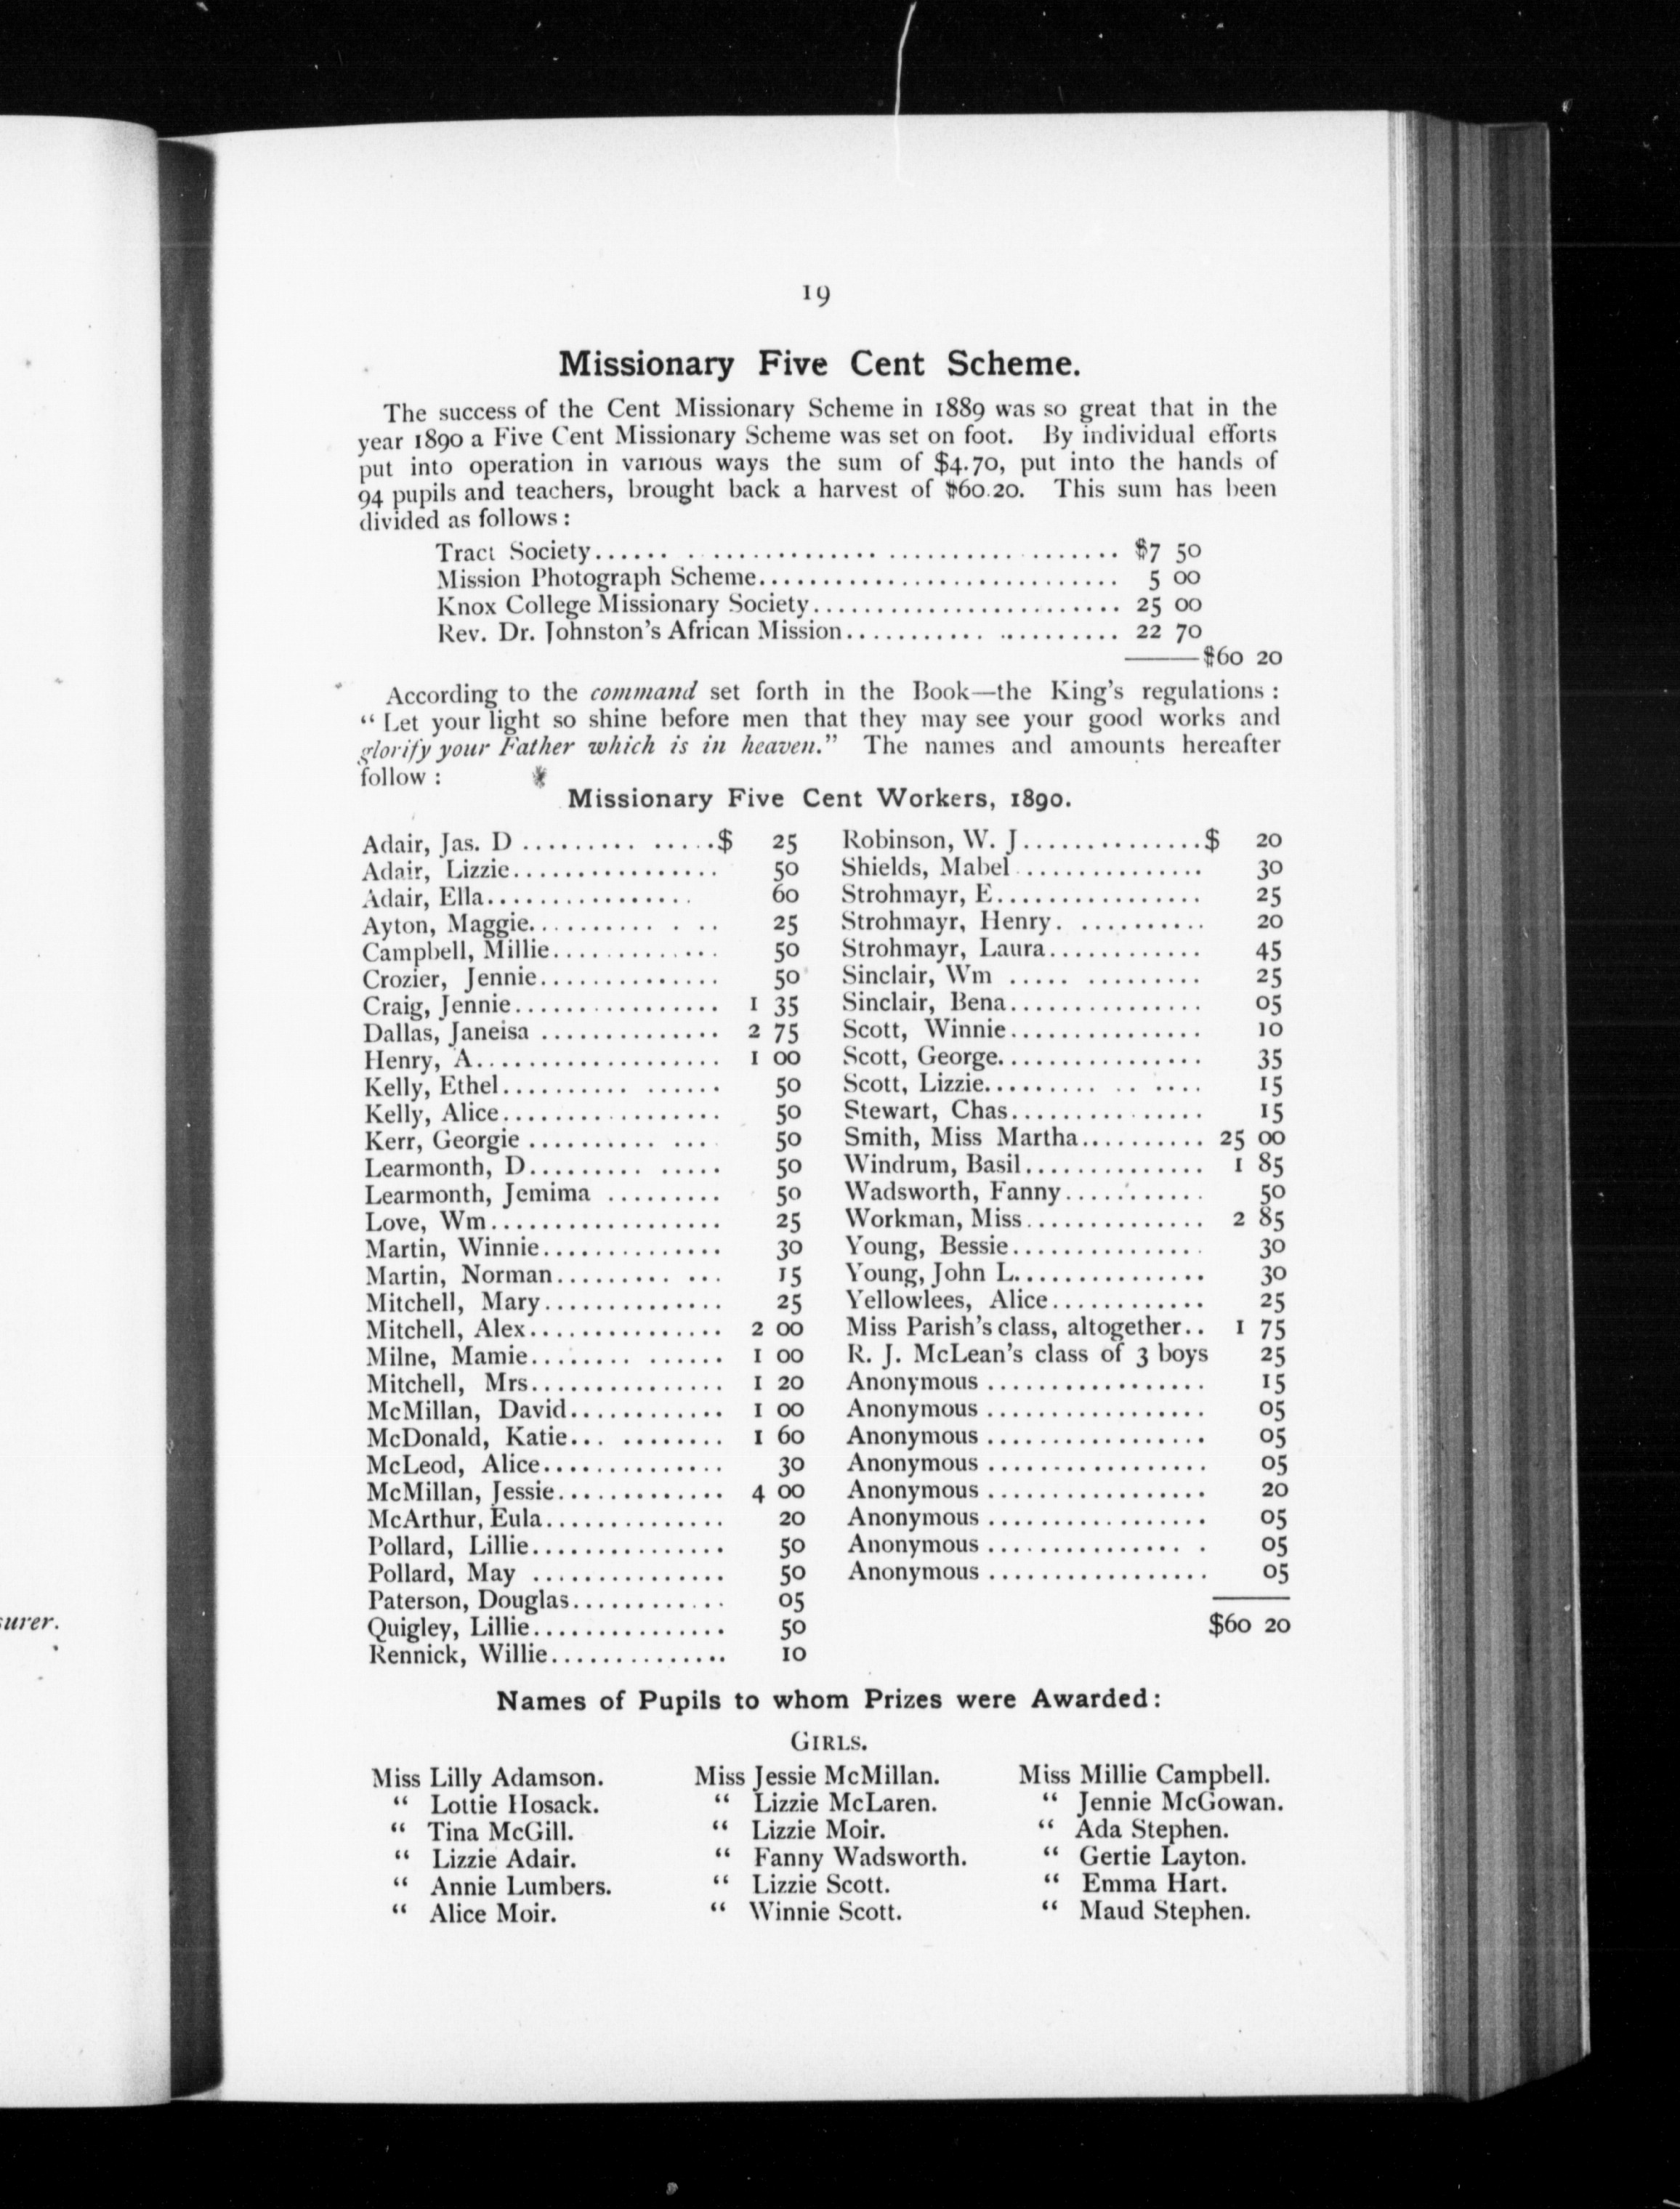 19
Missionary Five Cent Scheme.
The success of the Cent Missionary Scheme in 1889 was so great that in the
year 1890 a Five Cent Missionary Scheme was set on foot. By individual efforts
put into operation in various ways the sum of $4.70, put into the hands of
94 pupils and teachers, brought back a harvest of $60.20. This sum has been
divided as follows :
Tract Society...... . ............. ................. $7 50
Mission Photograph Scheme............................ 5 00
Knox College Missionary Society........................ 25 00
Rev. Dr. Johnston's African Mission........... .......... 22 70
——$60 20
According to the command set forth in the Book—the King's regulations :
“ Let your light so shine before men that they may see your good works and
glorify your Father which is in heaven.” The names and amounts hereafter
follow :
Missionary Five Cent Workers, 1890.
Adair, Jas. D ......... .....$ 25
Adair, Lizzie................ 50
Adair, Ella................ 60
Ayton, Maggie.......... . .. 25
Campbell, Millie............. 50
Crozier, Jennie.............. 50
Craig, Jennie................ 1 35
Dallas, Janeisa .............. 2 75
Henry, A................... 1 00
Kelly, Ethel.......... ...... 50
Kelly, Alice................. 50
Kerr, Georgie .......... .... 50
Learmonth, D......... ..... 50
Learmonth, Jemima ......... 50
Love, Wm.................. 25
Martin, Winnie.............. 30
Martin, Norman......... ... 15
Mitchell, Mary.............. 25
Mitchell, Alex............... 2 00
Milne, Mamie........ ...... 1 00
Mitchell, Mrs............... 1 20
McMillan, David............ 1 00
McDonald, Katie... ........ 1 60
McLeod, Alice.............. 30
McMillan, Jessie............. 4 00
McArthur, Eula.............. 20
Pollard, Lillie............... 50
Pollard, May ............... 50
Paterson, Douglas............ 05
Quigley, Lillie............... 50
Rennick, Willie.............. 10
Robinson, W. J..............$ 20
Shields, Mabel .............. 30
Strohmayr, E................ 25
Strohmayr, Henry. .......... 20
Strohmayr, Laura............ 45
Sinclair, Wm ..... ......... 25
Sinclair, Bena............... 05
Scott, Winnie............... 10
Scott, George................ 35
Scott, Lizzie......... .. .... 15
Stewart, Chas............... 15
Smith, Miss Martha.......... 25 00
Windrum, Basil.............. 1 85
Wadsworth, Fanny........... 50
Workman, Miss.............. 2 85
Young, Bessie............... 30
Young, John L............... 30
Yellowlees, Alice............ 25
Miss Parish's class, altogether.. 1 75
R. J. McLean's class of 3 boys 25
Anonymous ................. 15
Anonymous ................. 05
Anonymous ................. 05
Anonymous ................. 05
Anonymous ................. 20
Anonymous ................. 05
Anonymous ............... . 05
Anonymous ................. 05
$60 20
surer.
Names of Pupils to whom Prizes were Awarded :
GIRLS.
Miss Lilly Adamson.
“ Lottie Hosack.
“ Tina McGill.
“ Lizzie Adair.
“ Annie Lumbers.
“ Alice Moir.
Miss Jessie McMillan.
“ Lizzie McLaren.
“ Lizzie Moir.
“ Fanny Wadsworth.
“ Lizzie Scott.
“ Winnie Scott.
Miss Millie Campbell.
“ Jennie McGowan.
“ Ada Stephen.
“ Gertie Layton.
“ Emma Hart.
“ Maud Stephen.